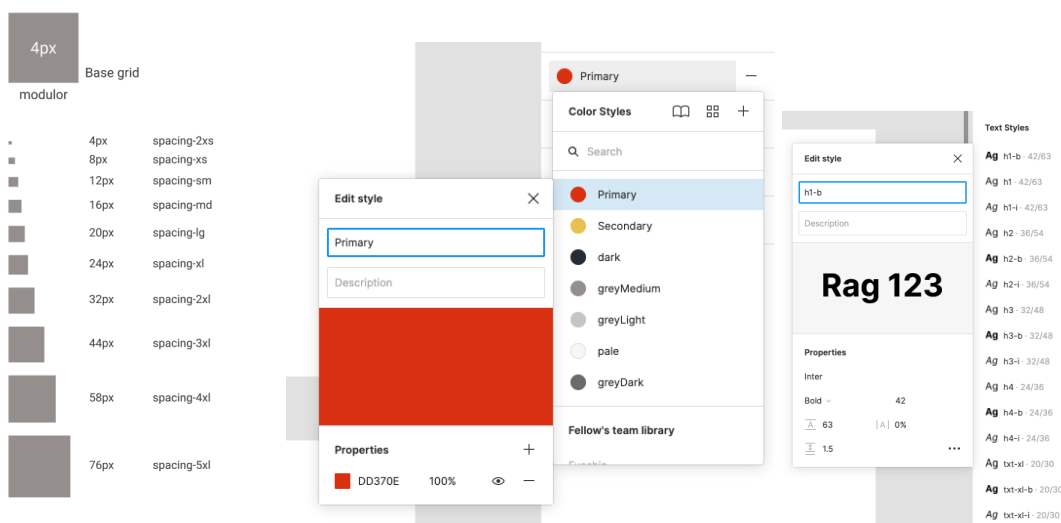 4px
Base grid
modulor
4px spacing-2xs
8px spacing-xs
12px spacing-sm
16px spacing-md
20px spacing-lg
24px spacing-xl
32px spacing-2xl
44px spacing-3xl
58px spacing-4xl
76px spacing-5xl
Edit style
Primary
Description
Properties
DD370E 100%
Primary
Color Styles
Search
Primary
Secondary
dark
greyMedium
greyLight
pale
greyDark
Fellow's team library
Edit style
h1-b
Description
Rag 123
Properties
Inter
Bold 42
A 63 |A| 0%
1.5
Text Styles
Ag h1-b · 42/63
Ag h1 · 42/63
Ag h1-i · 42/63
Ag h2 · 36/54
Ag h2-b · 36/54
Ag h2-i · 36/54
Ag h3 · 32/48
Ag h3-b · 32/48
Ag h3-i · 32/48
Ag h4 · 24/36
Ag h4-b · 24/36
Ag h4-i · 24/36
Ag txt-xl · 20/30
Ag txt-xl-b · 20/30
Ag txt-xl-i · 20/30